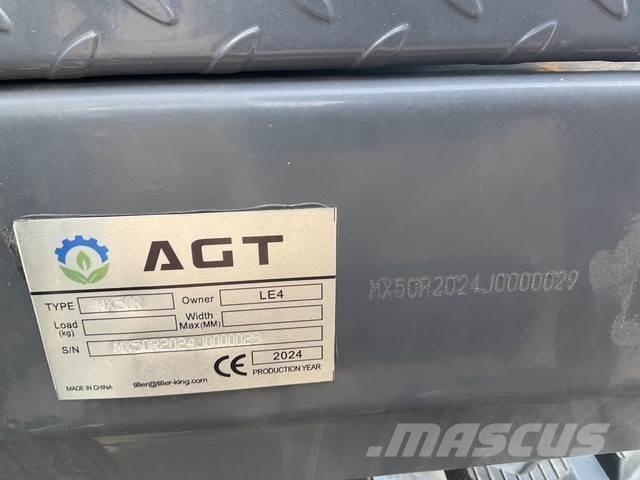 AGT
TYPE MX50R Owner LE4
Load (kg) Width Max(MM)
S/N MX50R2024J0000029
CE 2024
PRODUCTION YEAR
MADE IN CHINA tiller@tiller-king.com
MX50R2024J0000029
MASCUS